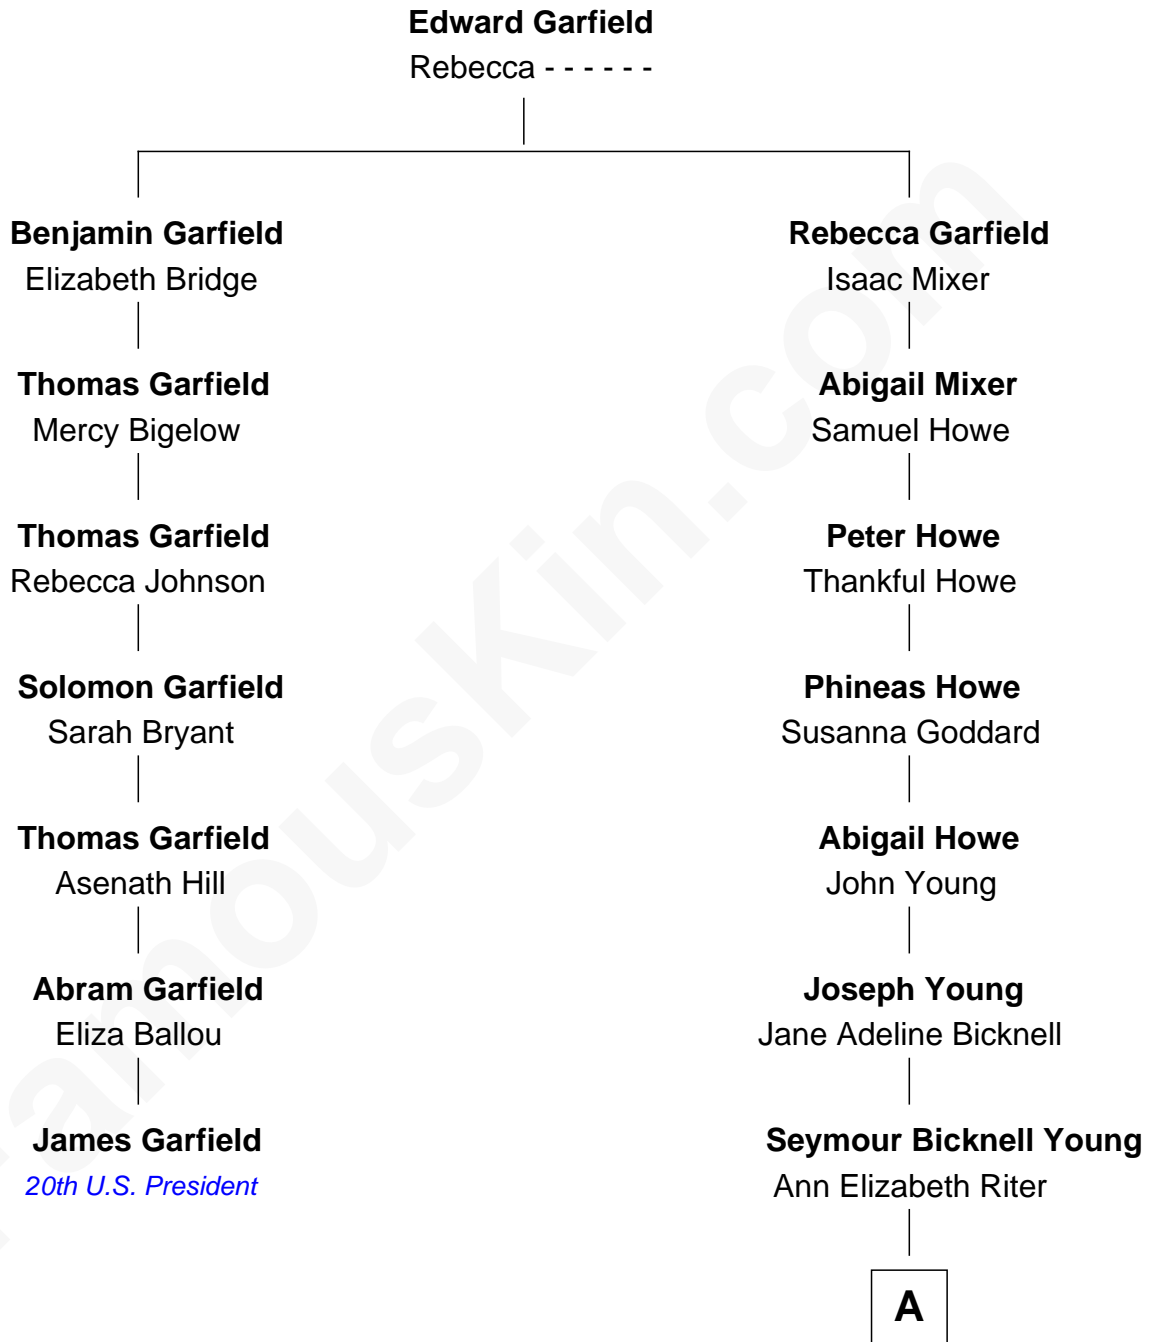 Edward Garfield
Rebecca - - - - - -
Benjamin Garfield
Elizabeth Bridge
Rebecca Garfield
Isaac Mixer
Thomas Garfield
Mercy Bigelow
Abigail Mixer
Samuel Howe
Thomas Garfield
Rebecca Johnson
Peter Howe
Thankful Howe
Solomon Garfield
Sarah Bryant
Phineas Howe
Susanna Goddard
Thomas Garfield
Asenath Hill
Abigail Howe
John Young
Abram Garfield
Eliza Ballou
Joseph Young
Jane Adeline Bicknell
James Garfield
20th U.S. President
Seymour Bicknell Young
Ann Elizabeth Riter
A
FamousKin.com